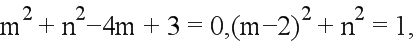 m² + n²−4m + 3 = 0,(m−2)² + n² = 1,